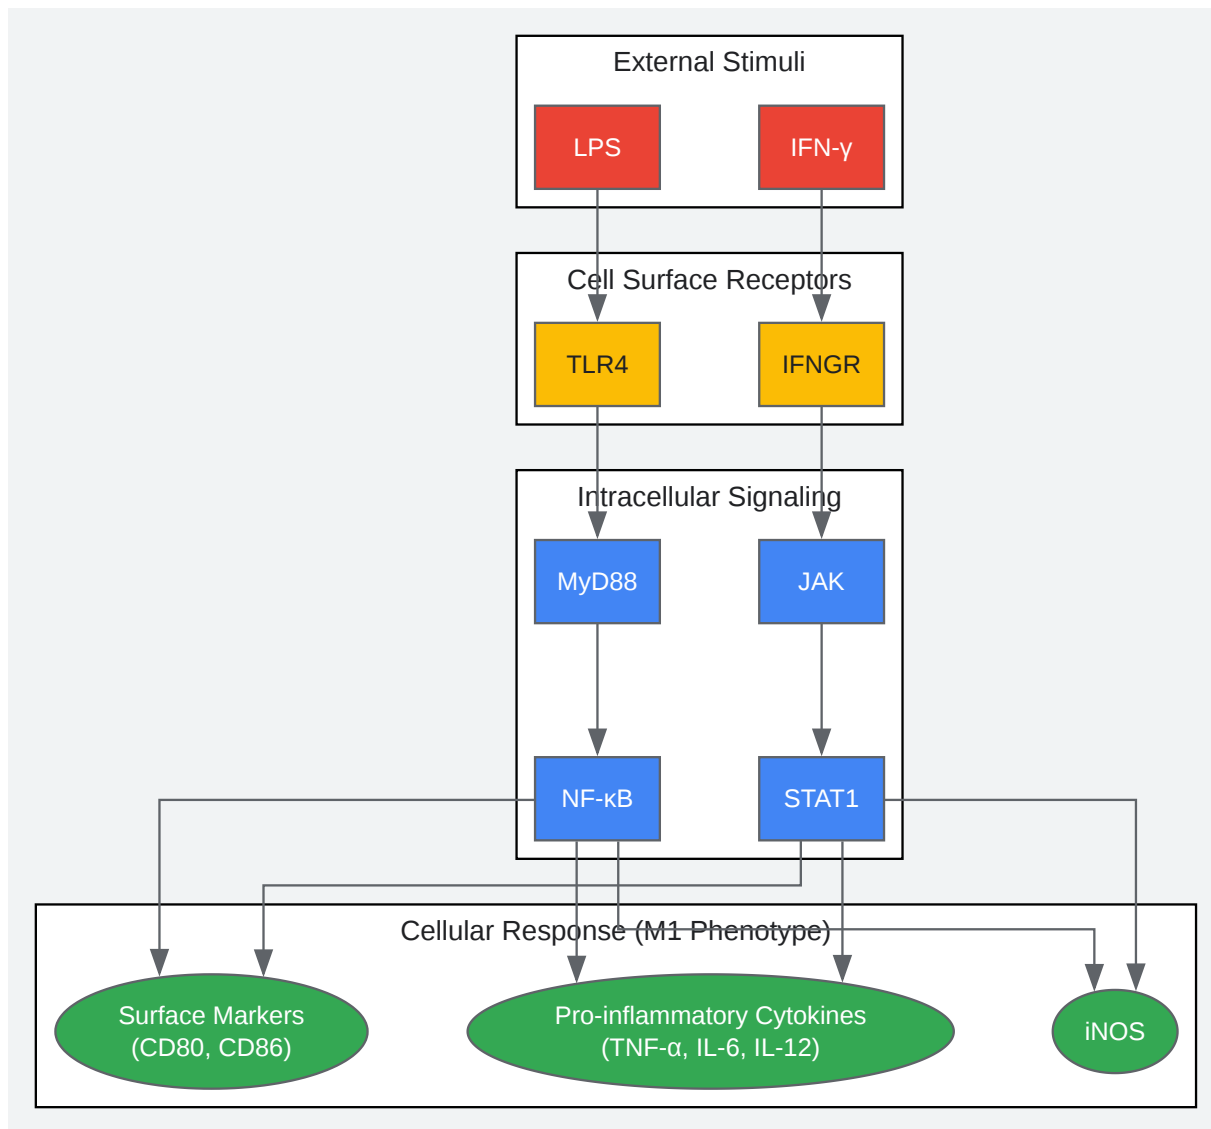 External Stimuli
LPS
IFN-γ
Cell Surface Receptors
TLR4
IFNGR
Intracellular Signaling
MyD88
JAK
NF-κB
STAT1
Cellular Response (M1 Phenotype)
Surface Markers
(CD80, CD86)
Pro-inflammatory Cytokines
(TNF-α, IL-6, IL-12)
iNOS